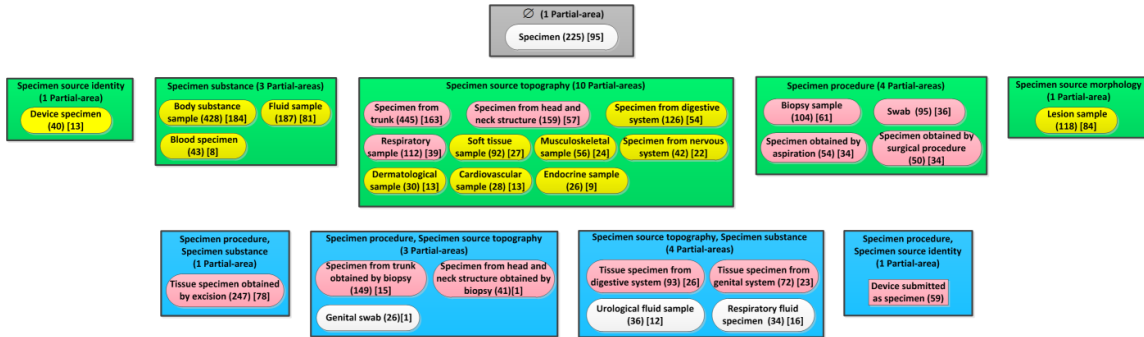 ∅ (1 Partial-area)
Specimen (225) [95]
Specimen source identity
(1 Partial-area)
Device specimen
(40) [13]
Specimen substance (3 Partial-areas)
Body substance
sample (428) [184]
Fluid sample
(187) [81]
Blood specimen
(43) [8]
Specimen source topography (10 Partial-areas)
Specimen from
trunk (445) [163]
Specimen from head and
neck structure (159) [57]
Specimen from digestive
system (126) [54]
Respiratory
sample (112) [39]
Soft tissue
sample (92) [27]
Musculoskeletal
sample (56) [24]
Specimen from nervous
system (42) [22]
Dermatological
sample (30) [13]
Cardiovascular
sample (28) [13]
Endocrine sample
(26) [9]
Specimen procedure (4 Partial-areas)
Biopsy sample
(104) [61]
Swab (95) [36]
Specimen obtained
by aspiration (54) [34]
Specimen obtained by
surgical procedure
(50) [34]
Specimen source morphology
(1 Partial-area)
Lesion sample
(118) [84]
Specimen procedure,
Specimen substance
(1 Partial-area)
Tissue specimen obtained
by excision (247) [78]
Specimen procedure, Specimen source topography
(3 Partial-areas)
Specimen from trunk
obtained by biopsy
(149) [15]
Specimen from head and
neck structure obtained by
biopsy (41)[1]
Genital swab (26)[1]
Specimen source topography, Specimen substance
(4 Partial-areas)
Tissue specimen from
digestive system (93) [26]
Tissue specimen from
genital system (72) [23]
Urological fluid sample
(36) [12]
Respiratory fluid
specimen (34) [16]
Specimen procedure,
Specimen source identity
(1 Partial-area)
Device submitted
as specimen (59)